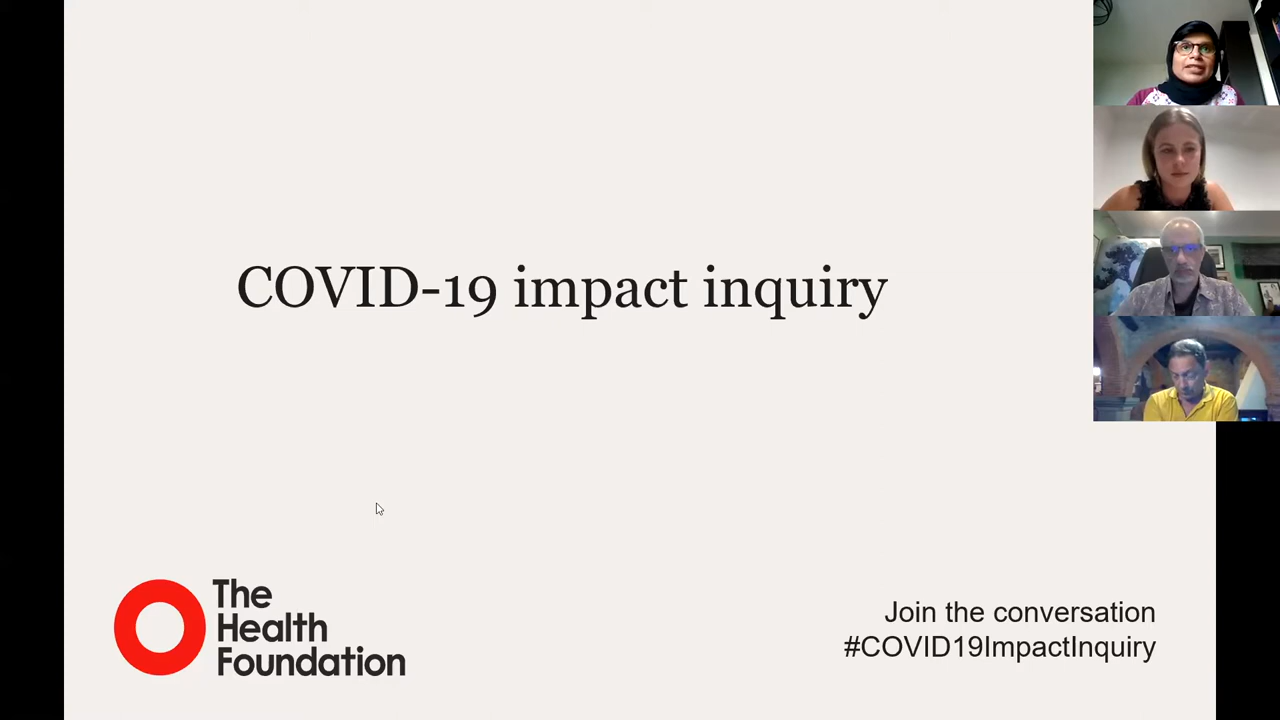 COVID-19 impact inquiry
The
Health
Foundation
Join the conversation
#COVID19ImpactInquiry